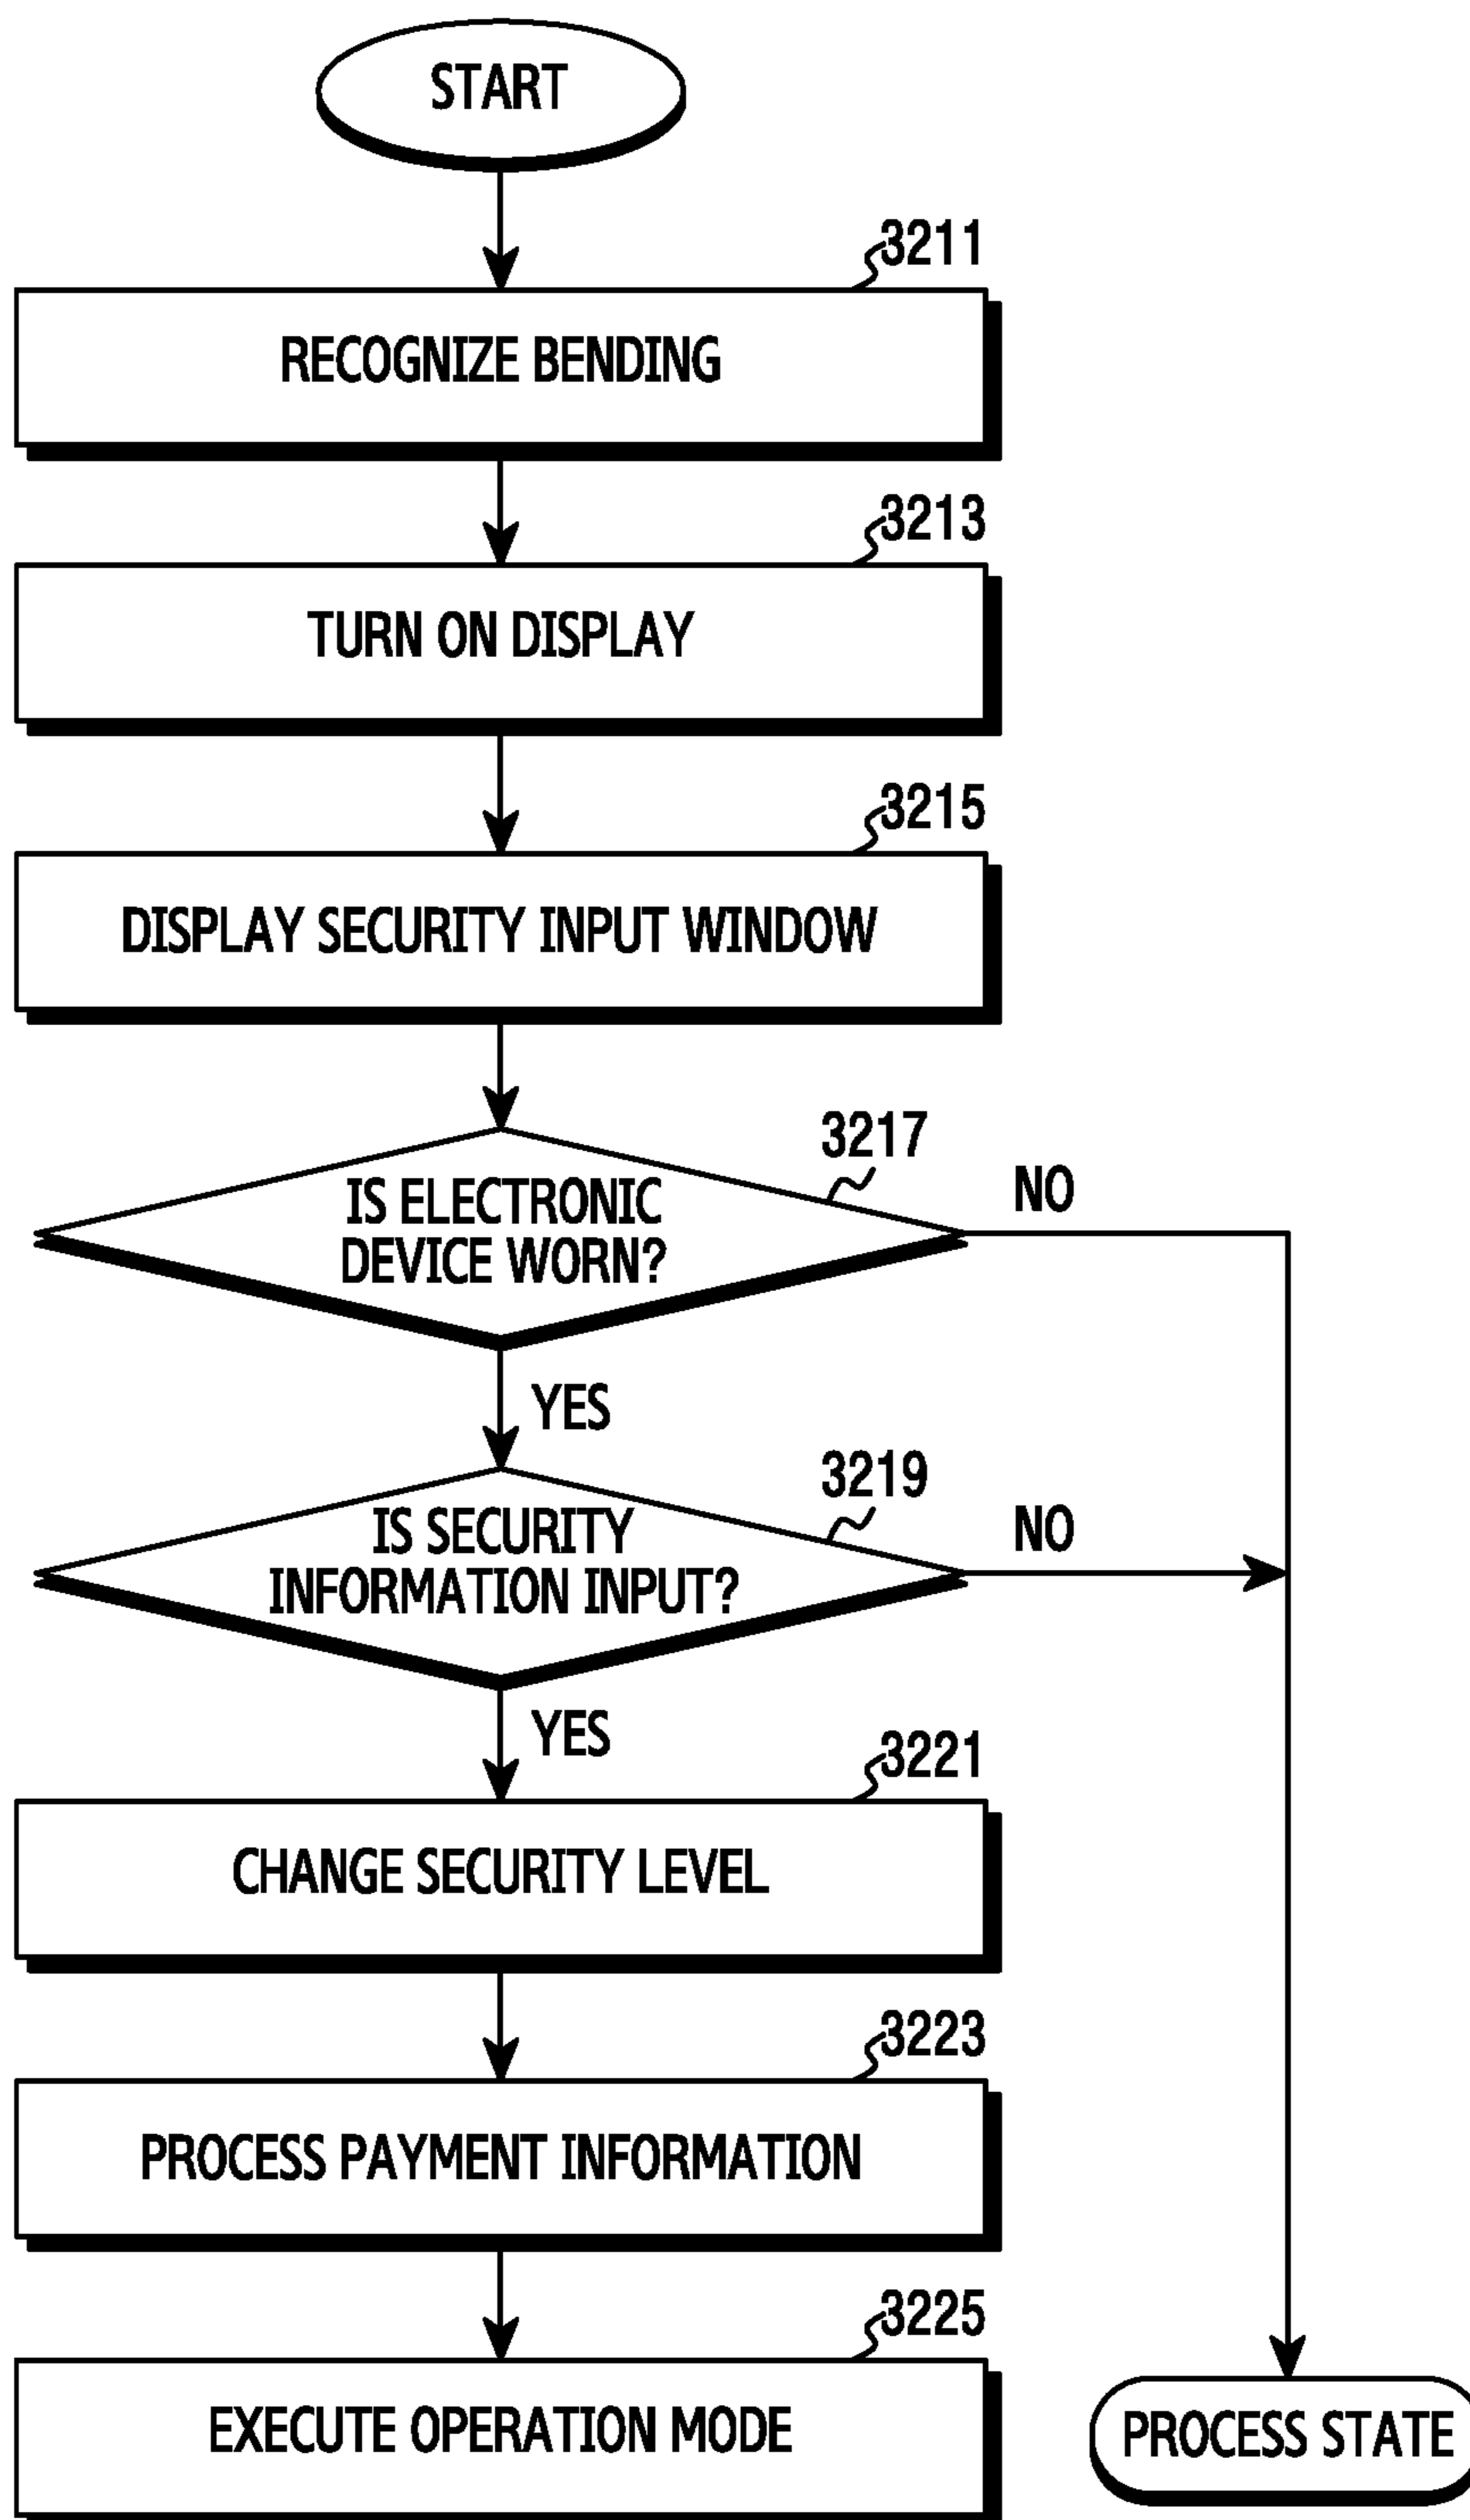 START
3211
RECOGNIZE BENDING
3213
TURN ON DISPLAY
3215
DISPLAY SECURITY INPUT WINDOW
3217
IS ELECTRONIC
DEVICE WORN?
NO
YES
3219
IS SECURITY
INFORMATION INPUT?
NO
YES
3221
CHANGE SECURITY LEVEL
3223
PROCESS PAYMENT INFORMATION
3225
EXECUTE OPERATION MODE
PROCESS STATE